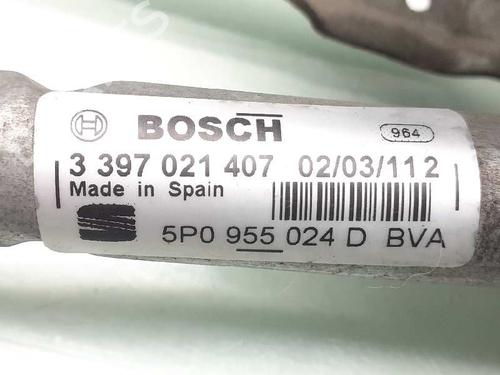 BOSCH
964
3 397 021 407 02/03/11 2
Made in Spain
5P0 955 024 D BVA